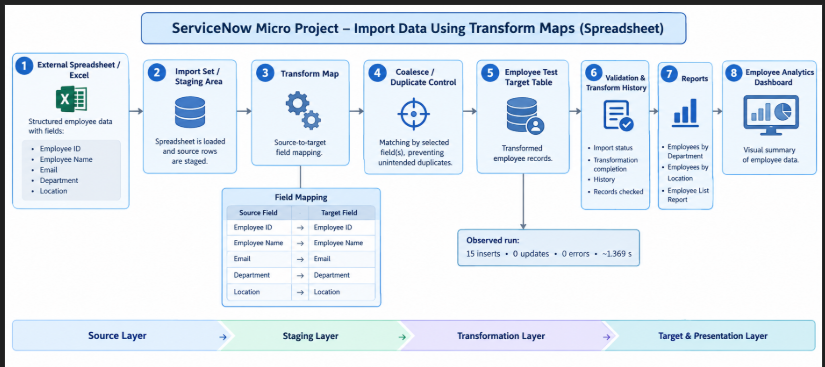 ServiceNow Micro Project – Import Data Using Transform Maps (Spreadsheet)
1
External Spreadsheet /
Excel
X
Structured employee data
with fields:
• Employee ID
• Employee Name
• Email
• Department
• Location
2
Import Set /
Staging Area
Spreadsheet is loaded
and source rows
are staged.
3
Transform Map
Source-to-target
field mapping.
4
Coalesce /
Duplicate Control
Matching by selected
field(s), preventing
unintended duplicates.
5
Employee Test
Target Table
Transformed
employee records.
6
Validation &
Transform History
• Import status
• Transformation
completion
• History
• Records checked
7
Reports
• Employees by
Department
• Employees by
Location
• Employee List
Report
8
Employee Analytics
Dashboard
Visual summary
of employee data.
Field Mapping
Source Field Target Field
Employee ID → Employee ID
Employee Name → Employee Name
Email → Email
Department → Department
Location → Location
Observed run:
15 inserts • 0 updates • 0 errors • ~1.369 s
Source Layer → Staging Layer → Transformation Layer → Target & Presentation Layer